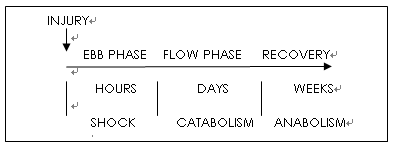 INJURY↵
↵
EBB PHASE FLOW PHASE RECOVERY↵
↵
HOURS DAYS WEEKS↵
↵
SHOCK CATABOLISM ANABOLISM↵